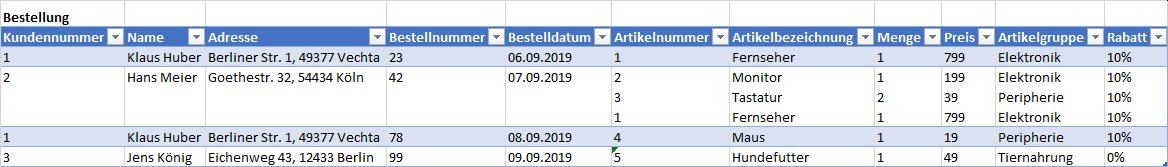 Bestellung
Kundennummer Name Adresse Bestellnummer Bestelldatum Artikelnummer Artikelbezeichnung Menge Preis Artikelgruppe Rabatt
1 Klaus Huber Berliner Str. 1, 49377 Vechta 23 06.09.2019 1 Fernseher 1 799 Elektronik 10%
2 Hans Meier Goethestr. 32, 54434 Köln 42 07.09.2019 2 Monitor 1 199 Elektronik 10%
3 Tastatur 2 39 Peripherie 10%
1 Fernseher 1 799 Elektronik 10%
1 Klaus Huber Berliner Str. 1, 49377 Vechta 78 08.09.2019 4 Maus 1 19 Peripherie 10%
3 Jens König Eichenweg 43, 12433 Berlin 99 09.09.2019 5 Hundefutter 1 49 Tiernahrung 0%